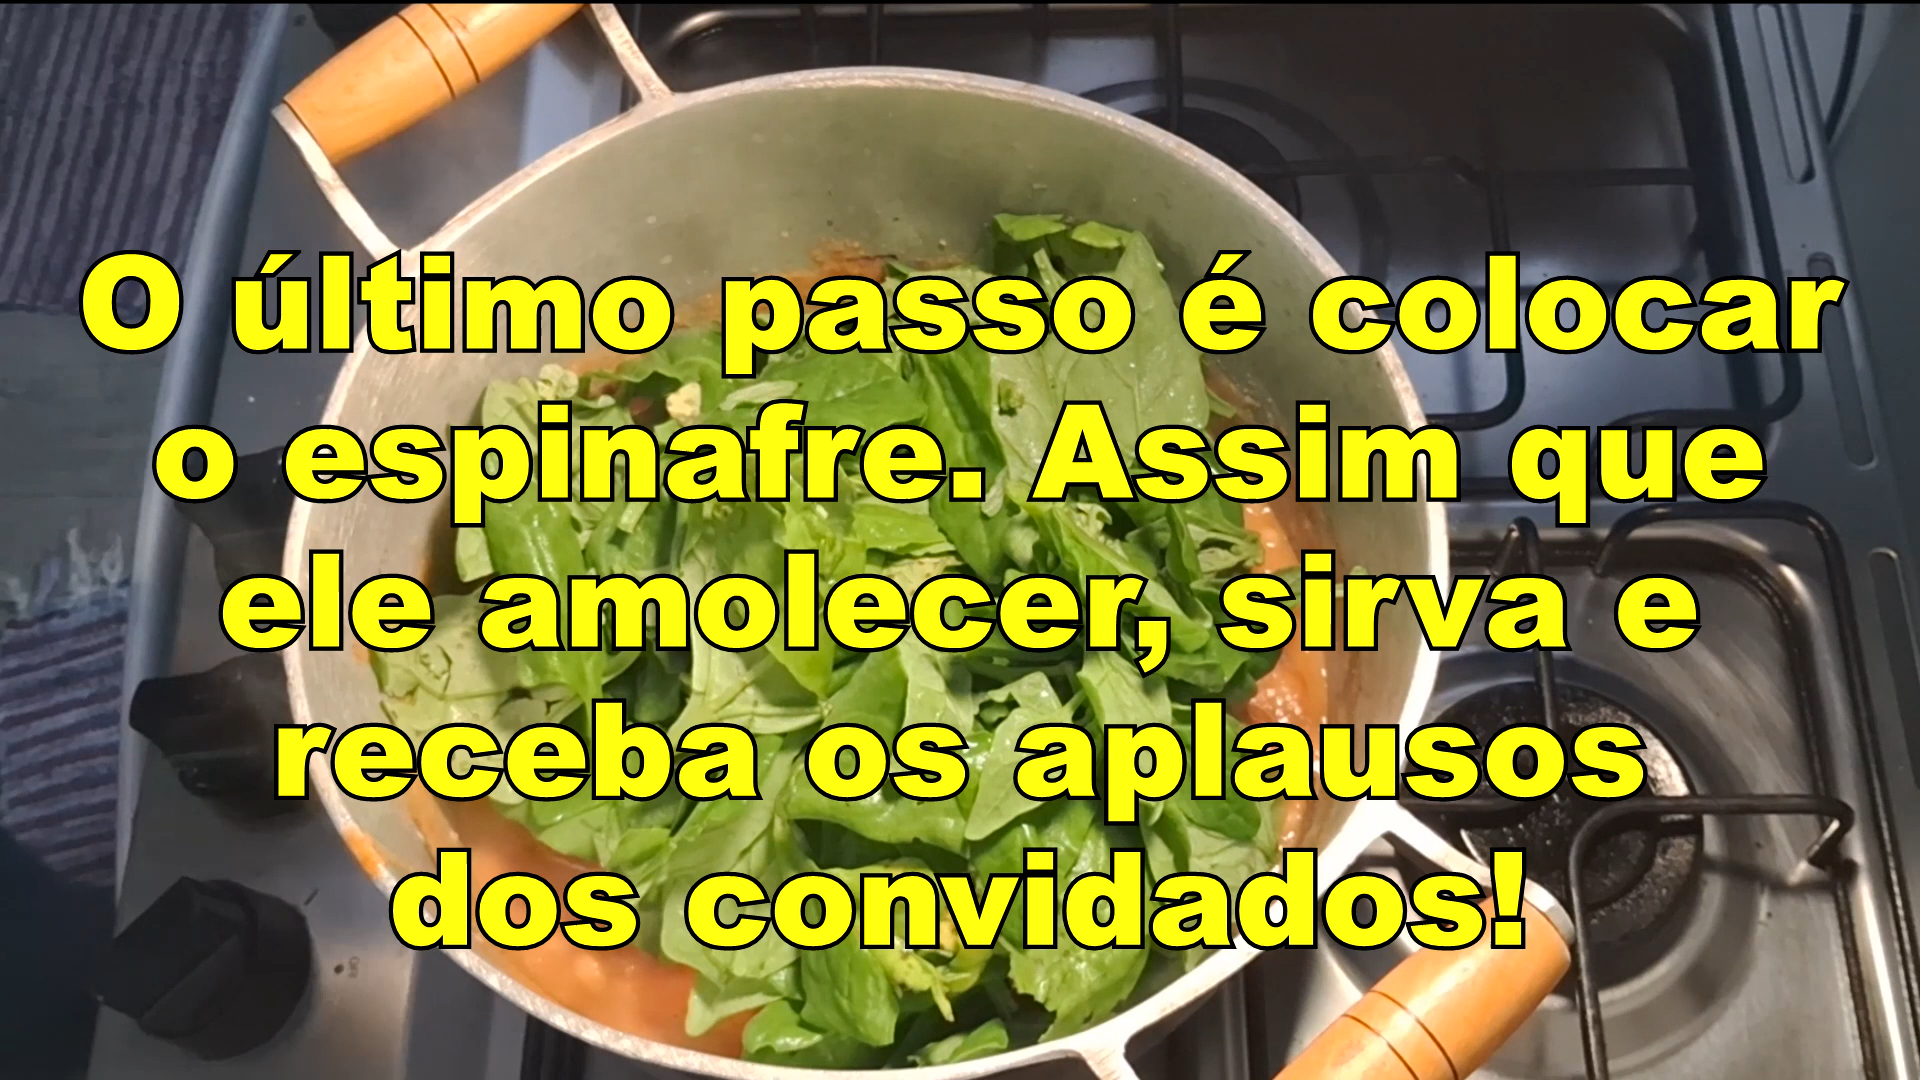 O último passo é colocar
o espinafre. Assim que
ele amolecer, sirva e
receba os aplausos
dos convidados!